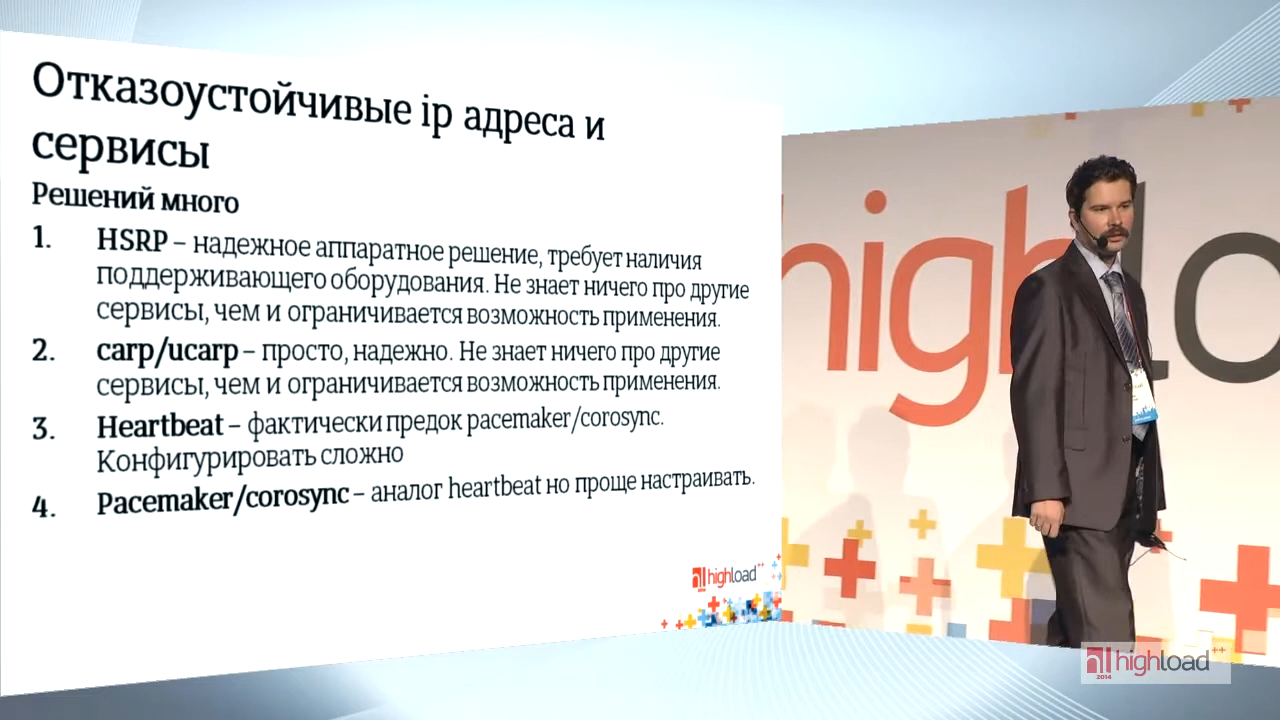 Отказоустойчивые ip адреса и
сервисы
Решений много
1. HSRP – надежное аппаратное решение, требует наличия
поддерживающего оборудования. Не знает ничего про другие
сервисы, чем и ограничивается возможность применения.
2. carp/ucarp – просто, надежно. Не знает ничего про другие
сервисы, чем и ограничивается возможность применения.
3. Heartbeat – фактически предок pacemaker/corosync.
Конфигурировать сложно
4. Pacemaker/corosync – аналог heartbeat но проще настраивать.
highload++
highlo
highload++
2014